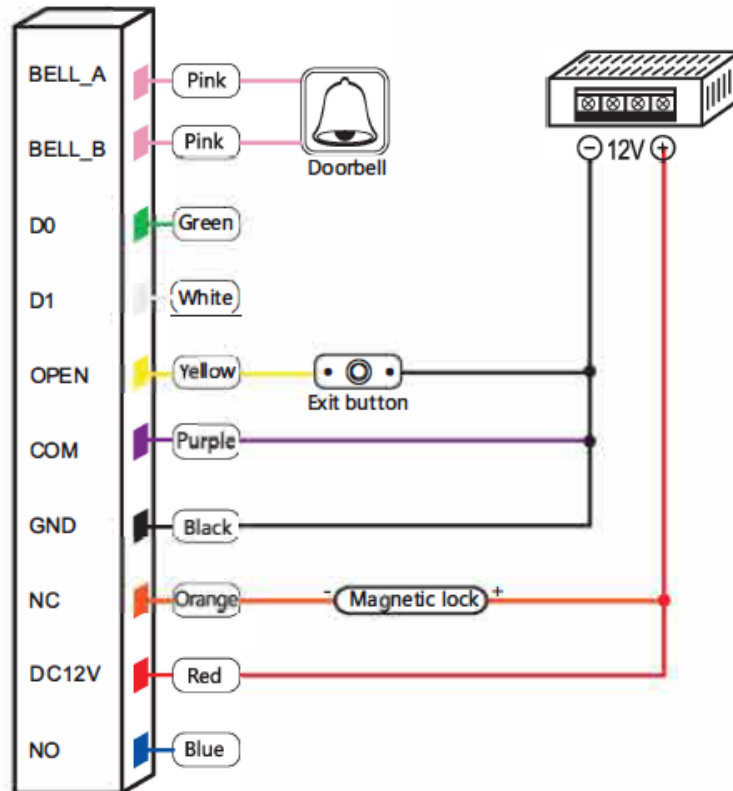 BELL_A Pink
BELL_B Pink
Doorbell
− 12V +
D0 Green
D1 White
OPEN Yellow
Exit button
COM Purple
GND Black
NC Orange - Magnetic lock +
DC12V Red
NO Blue